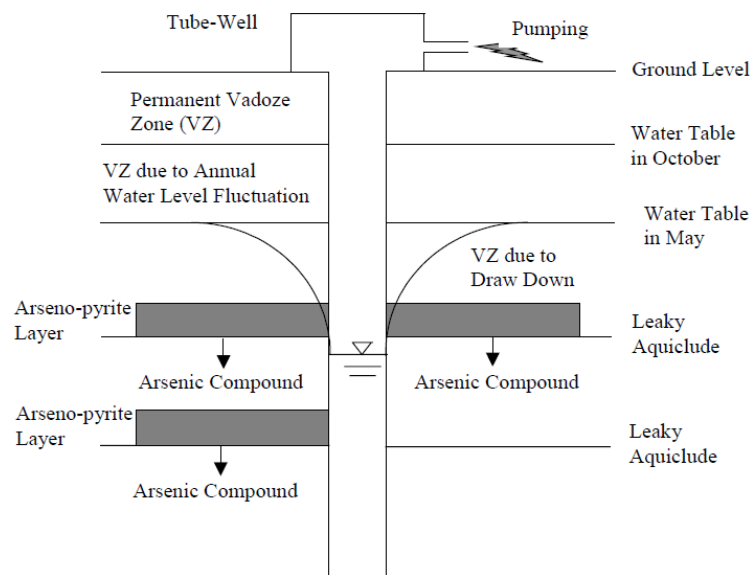 Tube-Well
Pumping
Ground Level
Permanent Vadoze
Zone (VZ)
Water Table
in October
VZ due to Annual
Water Level Fluctuation
Water Table
in May
VZ due to
Draw Down
Arseno-pyrite
Layer
Leaky
Aquiclude
Arsenic Compound
Arsenic Compound
Arseno-pyrite
Layer
Leaky
Aquiclude
Arsenic Compound